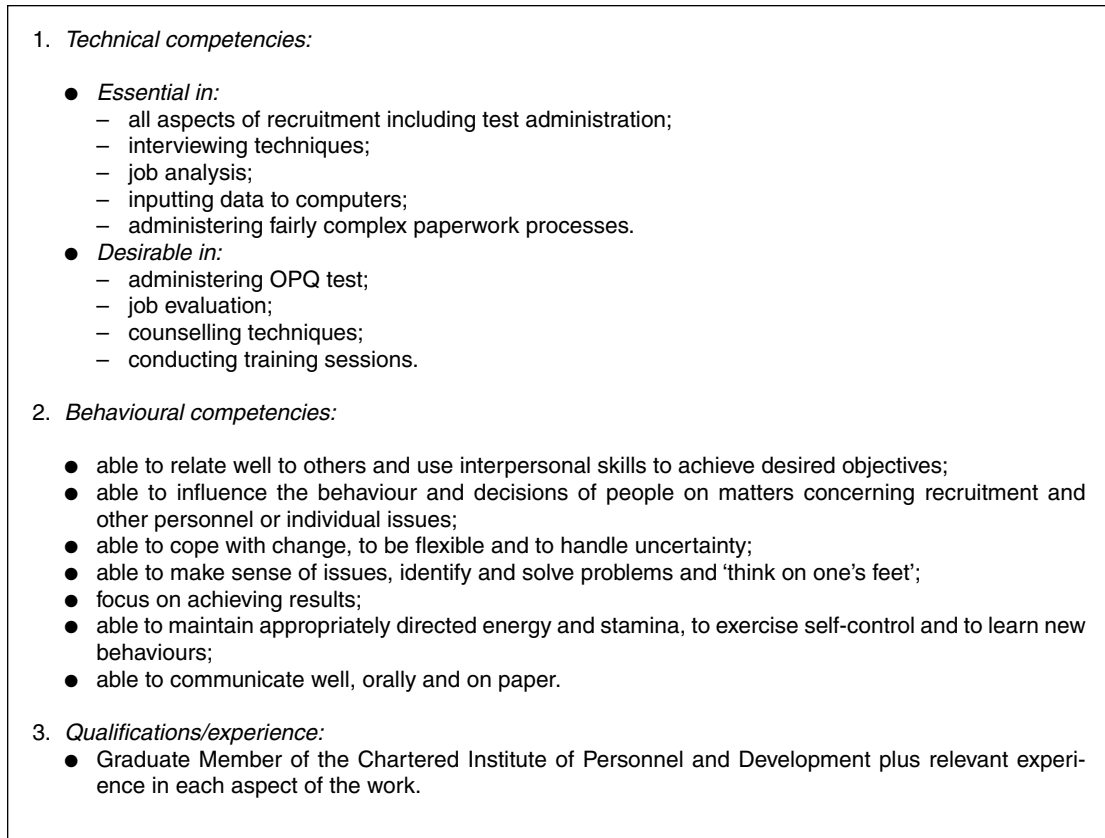 1. Technical competencies:
● Essential in:
– all aspects of recruitment including test administration;
– interviewing techniques;
– job analysis;
– inputting data to computers;
– administering fairly complex paperwork processes.
● Desirable in:
– administering OPQ test;
– job evaluation;
– counselling techniques;
– conducting training sessions.
2. Behavioural competencies:
● able to relate well to others and use interpersonal skills to achieve desired objectives;
● able to influence the behaviour and decisions of people on matters concerning recruitment and
other personnel or individual issues;
● able to cope with change, to be flexible and to handle uncertainty;
● able to make sense of issues, identify and solve problems and ‘think on one’s feet’;
● focus on achieving results;
● able to maintain appropriately directed energy and stamina, to exercise self-control and to learn new
behaviours;
● able to communicate well, orally and on paper.
3. Qualifications/experience:
● Graduate Member of the Chartered Institute of Personnel and Development plus relevant experi-
ence in each aspect of the work.